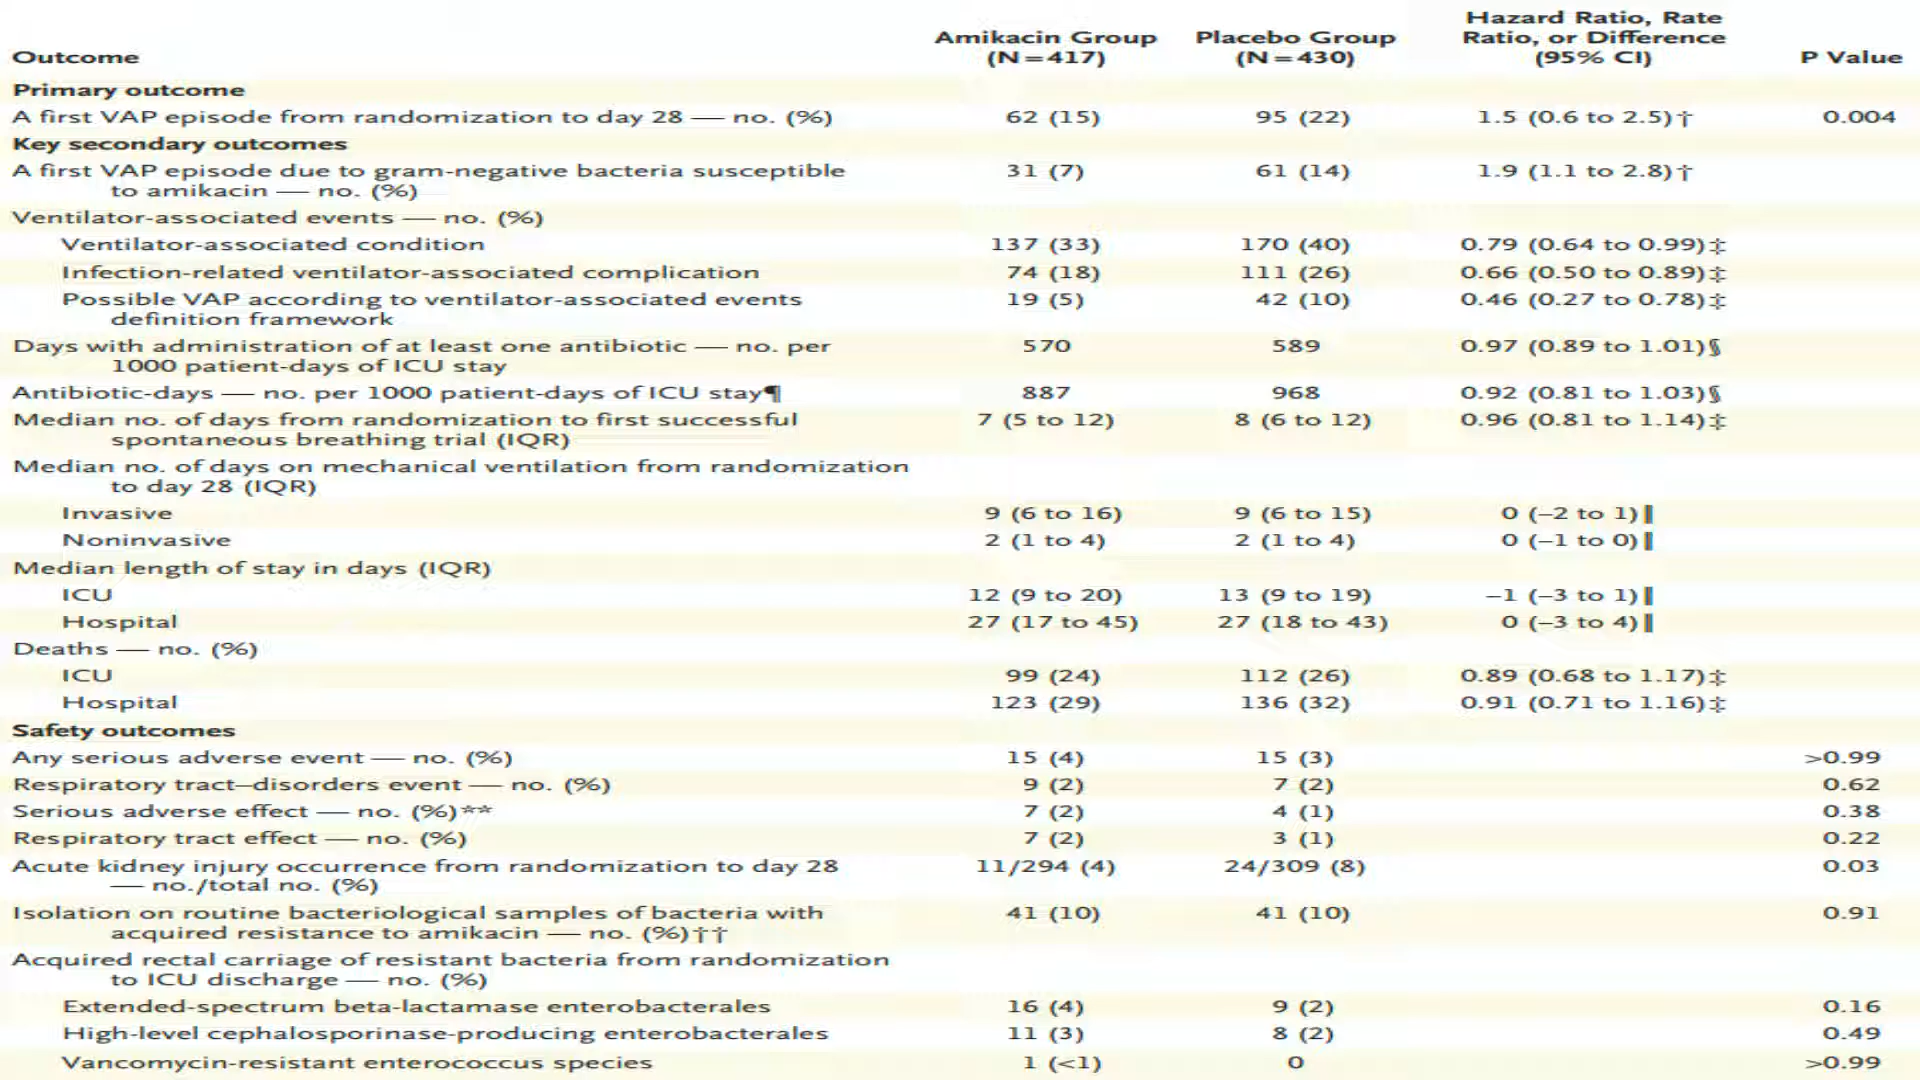 Hazard Ratio, Rate
Amikacin Group Placebo Group Ratio, or Difference
Outcome (N=417) (N=430) (95% CI) P Value
Primary outcome
A first VAP episode from randomization to day 28 — no. (%) 62 (15) 95 (22) 1.5 (0.6 to 2.5)† 0.004
Key secondary outcomes
A first VAP episode due to gram-negative bacteria susceptible 31 (7) 61 (14) 1.9 (1.1 to 2.8)†
to amikacin — no. (%)
Ventilator-associated events — no. (%)
Ventilator-associated condition 137 (33) 170 (40) 0.79 (0.64 to 0.99)‡
Infection-related ventilator-associated complication 74 (18) 111 (26) 0.66 (0.50 to 0.89)‡
Possible VAP according to ventilator-associated events 19 (5) 42 (10) 0.46 (0.27 to 0.78)‡
definition framework
Days with administration of at least one antibiotic — no. per 570 589 0.97 (0.89 to 1.01)§
1000 patient-days of ICU stay
Antibiotic-days — no. per 1000 patient-days of ICU stay¶ 887 968 0.92 (0.81 to 1.03)§
Median no. of days from randomization to first successful 7 (5 to 12) 8 (6 to 12) 0.96 (0.81 to 1.14)‡
spontaneous breathing trial (IQR)
Median no. of days on mechanical ventilation from randomization
to day 28 (IQR)
Invasive 9 (6 to 16) 9 (6 to 15) 0 (–2 to 1)‖
Noninvasive 2 (1 to 4) 2 (1 to 4) 0 (–1 to 0)‖
Median length of stay in days (IQR)
ICU 12 (9 to 20) 13 (9 to 19) –1 (–3 to 1)‖
Hospital 27 (17 to 45) 27 (18 to 43) 0 (–3 to 4)‖
Deaths — no. (%)
ICU 99 (24) 112 (26) 0.89 (0.68 to 1.17)‡
Hospital 123 (29) 136 (32) 0.91 (0.71 to 1.16)‡
Safety outcomes
Any serious adverse event — no. (%) 15 (4) 15 (3) >0.99
Respiratory tract–disorders event — no. (%) 9 (2) 7 (2) 0.62
Serious adverse effect — no. (%)** 7 (2) 4 (1) 0.38
Respiratory tract effect — no. (%) 7 (2) 3 (1) 0.22
Acute kidney injury occurrence from randomization to day 28 11/294 (4) 24/309 (8) 0.03
— no./total no. (%)
Isolation on routine bacteriological samples of bacteria with 41 (10) 41 (10) 0.91
acquired resistance to amikacin — no. (%)††
Acquired rectal carriage of resistant bacteria from randomization
to ICU discharge — no. (%)
Extended-spectrum beta-lactamase enterobacterales 16 (4) 9 (2) 0.16
High-level cephalosporinase-producing enterobacterales 11 (3) 8 (2) 0.49
Vancomycin-resistant enterococcus species 1 (<1) 0 >0.99